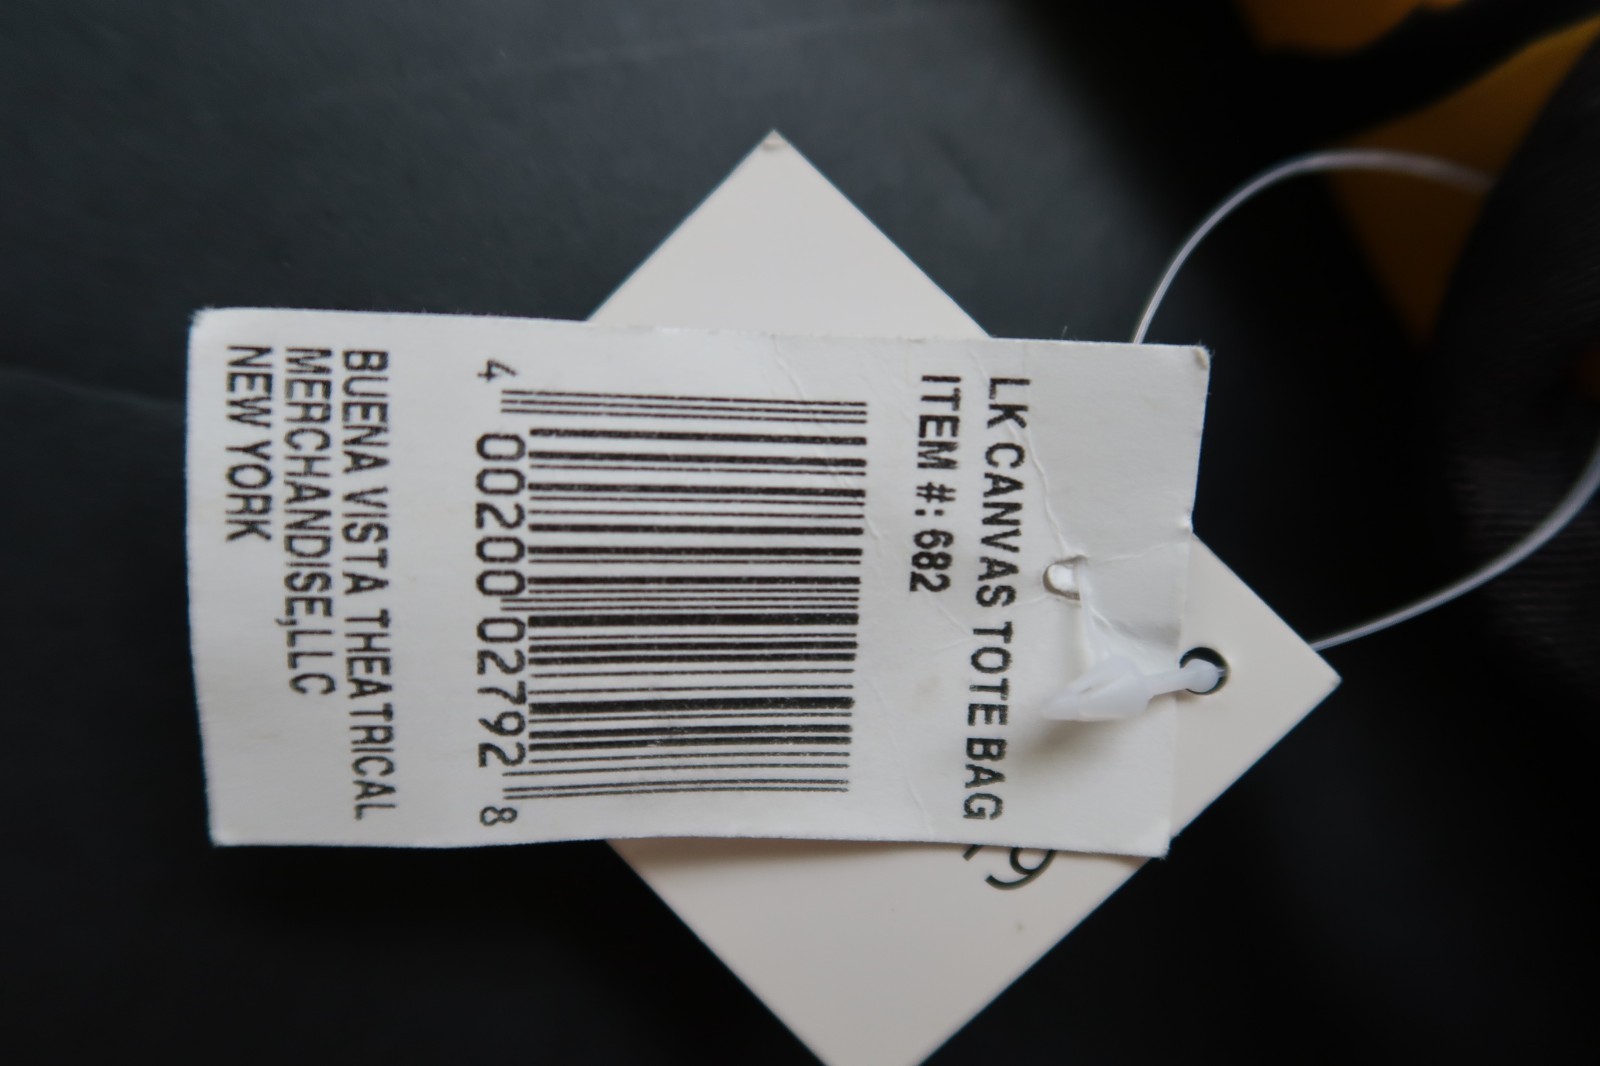 LK CANVAS TOTE BAG
ITEM #: 682
4 00200 02792 8
BUENA VISTA THEATRICAL
MERCHANDISE,LLC
NEW YORK